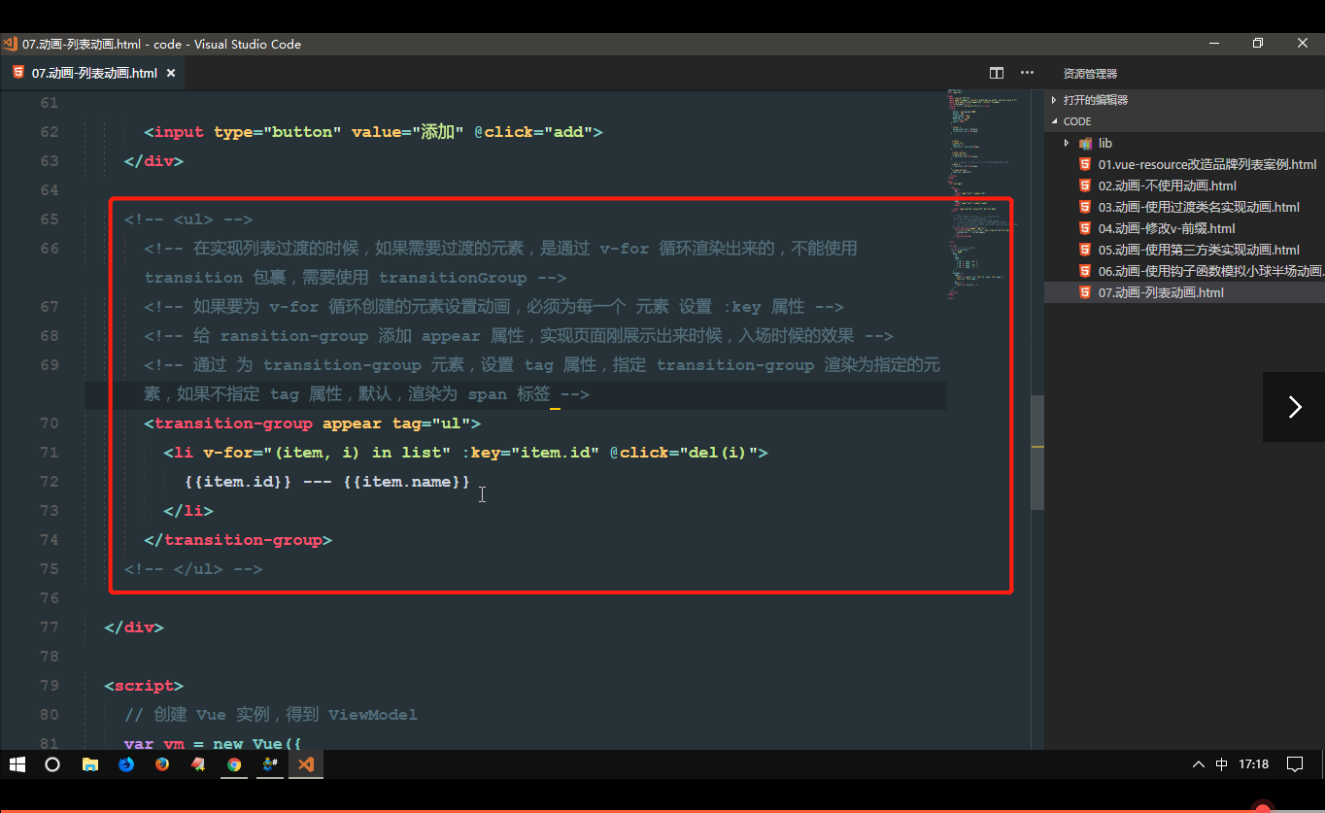 07.动画-列表动画.html - code - Visual Studio Code
07.动画-列表动画.html ×
资源管理器
打开的编辑器
CODE
lib
01.vue-resource改造品牌列表案例.html
02.动画-不使用动画.html
03.动画-使用过渡类名实现动画.html
04.动画-修改v-前缀.html
05.动画-使用第三方类实现动画.html
06.动画-使用钩子函数模拟小球半场动画.
07.动画-列表动画.html
61
62 <input type="button" value="添加" @click="add">
63 </div>
64
65 <!-- <ul> -->
66 <!-- 在实现列表过渡的时候，如果需要过渡的元素，是通过 v-for 循环渲染出来的，不能使用
transition 包裹，需要使用 transitionGroup -->
67 <!-- 如果要为 v-for 循环创建的元素设置动画，必须为每一个 元素 设置 :key 属性 -->
68 <!-- 给 ransition-group 添加 appear 属性，实现页面刚展示出来时候，入场时候的效果 -->
69 <!-- 通过 为 transition-group 元素，设置 tag 属性，指定 transition-group 渲染为指定的元
素，如果不指定 tag 属性，默认，渲染为 span 标签 -->
70 <transition-group appear tag="ul">
71 <li v-for="(item, i) in list" :key="item.id" @click="del(i)">
72 {{item.id}} --- {{item.name}}
73 </li>
74 </transition-group>
75 <!-- </ul> -->
76
77 </div>
78
79 <script>
80 // 创建 Vue 实例，得到 ViewModel
81 var vm = new Vue({
中 17:18